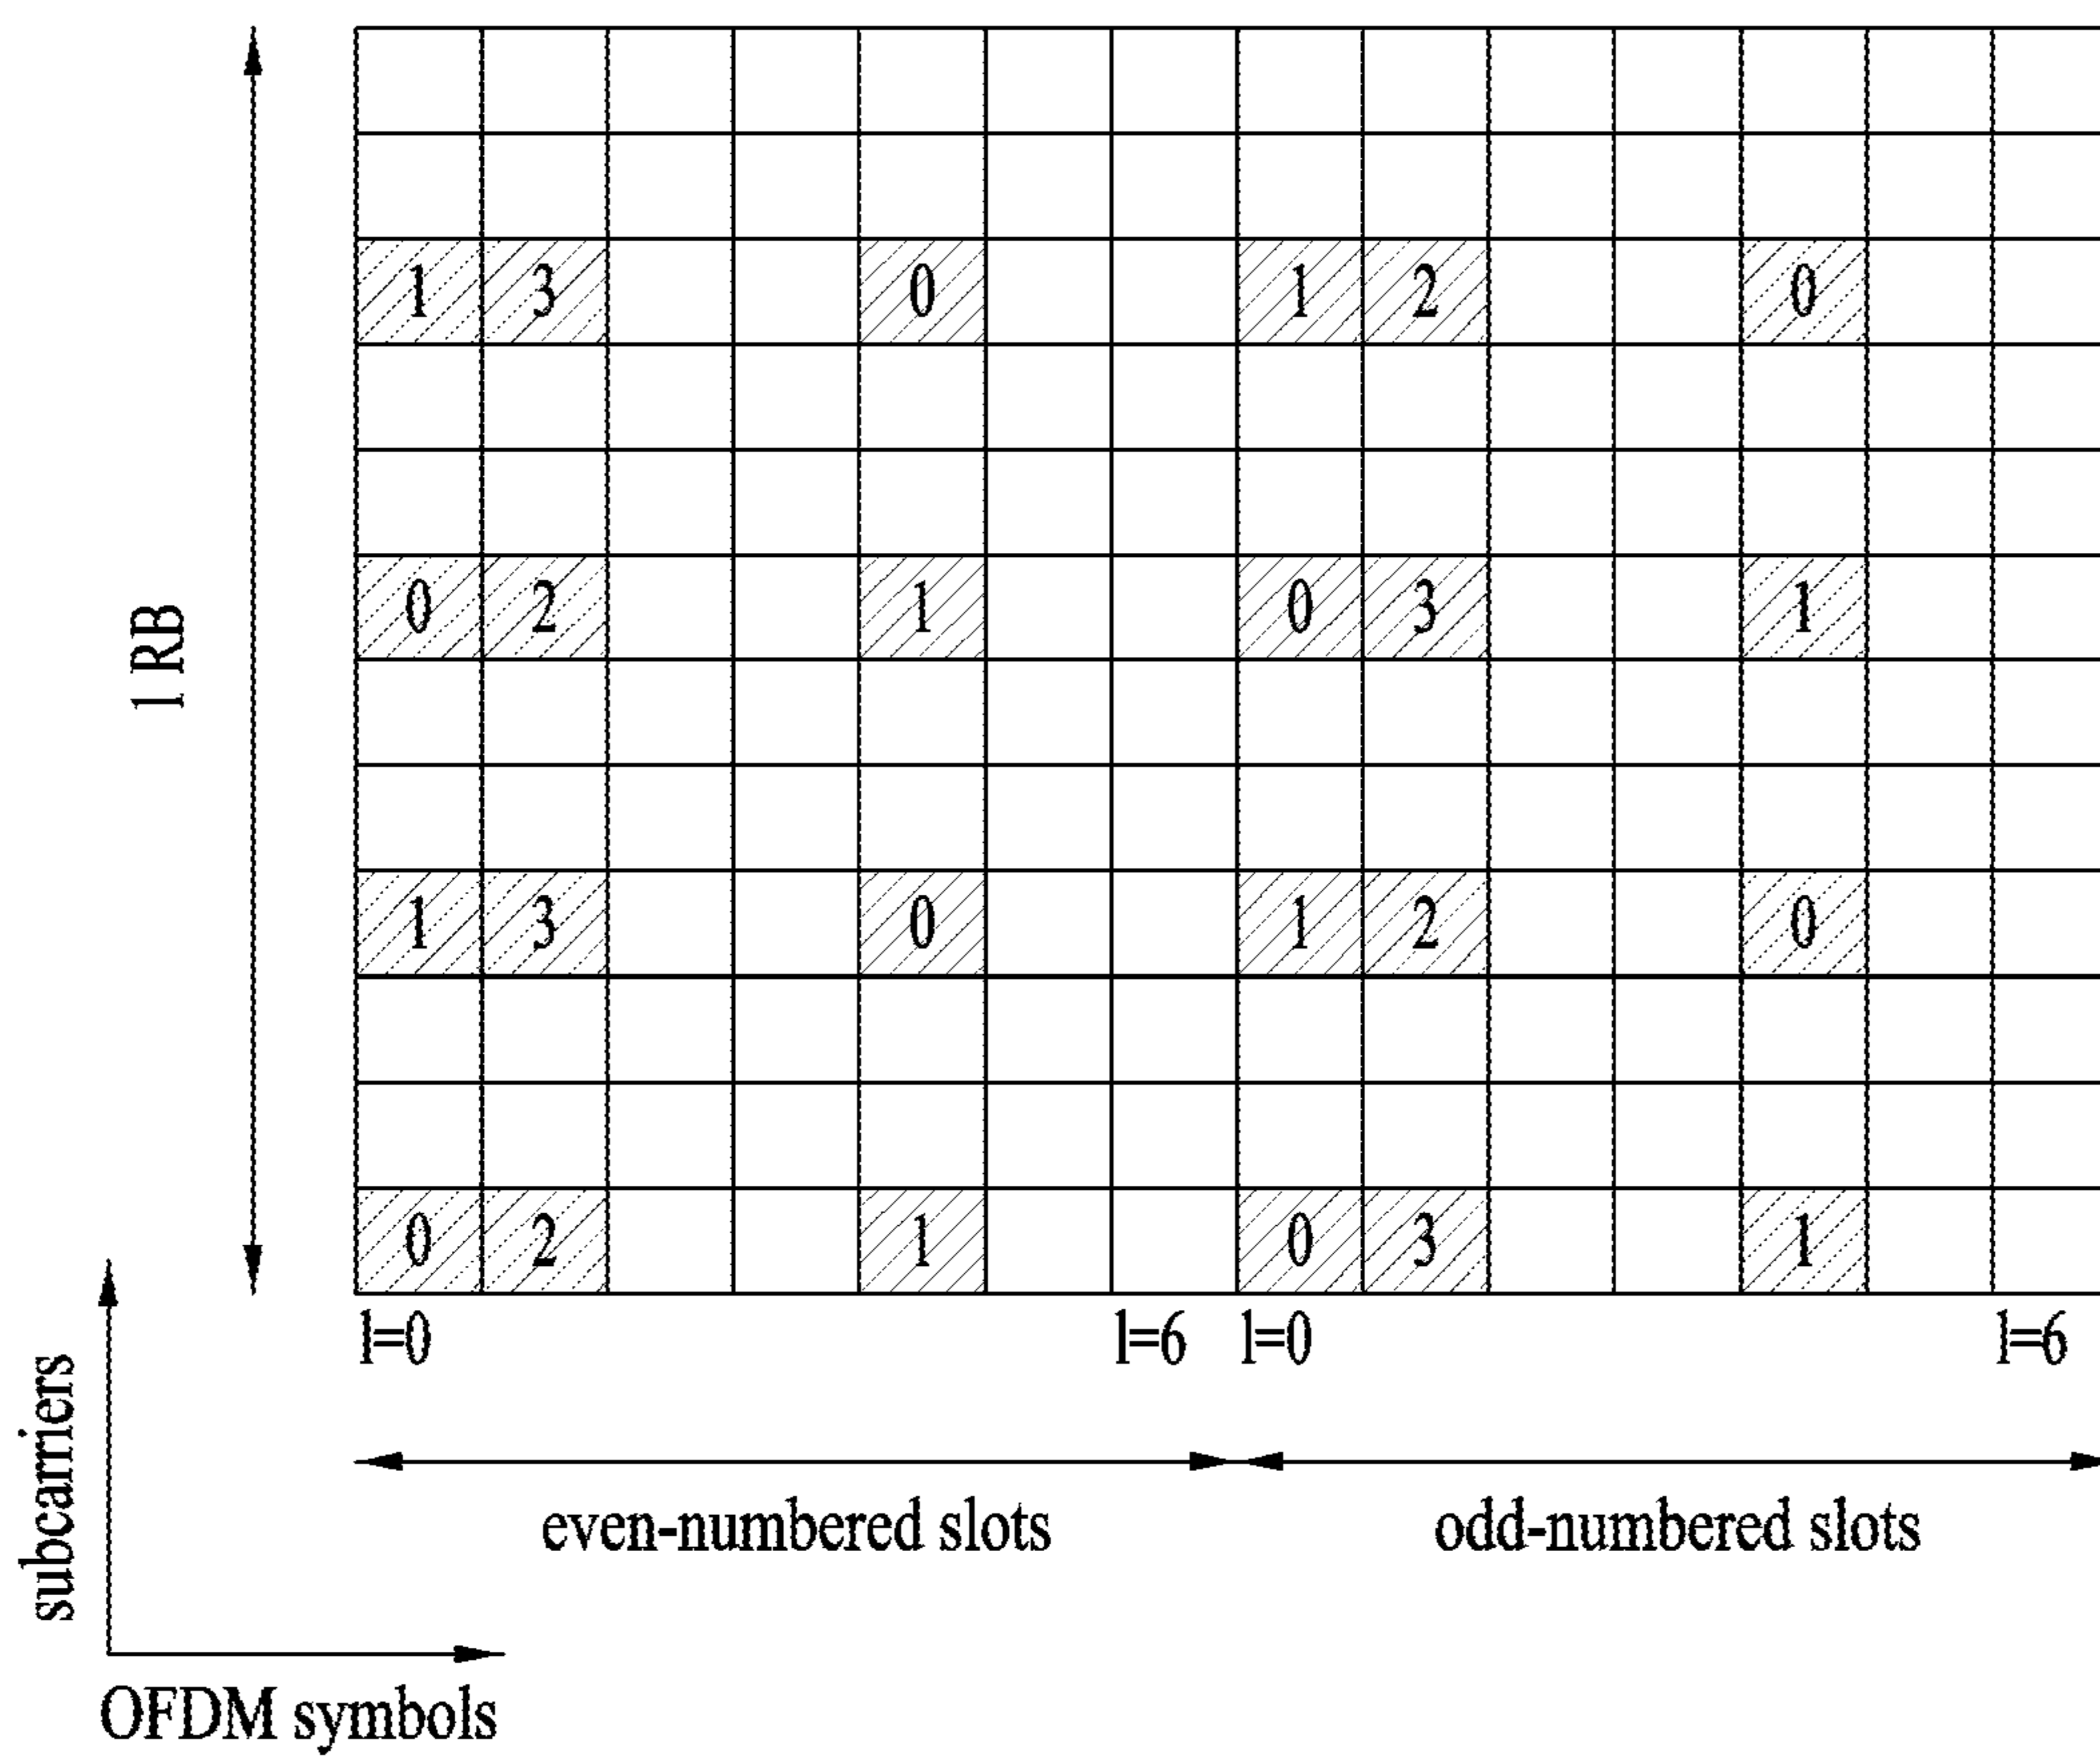 1 3 0 1 2 0
1 RB
0 2 1 0 3 1
1 3 0 1 2 0
0 2 1 0 3 1
l=0 l=6 l=0 l=6
subcarriers
even-numbered slots odd-numbered slots
OFDM symbols